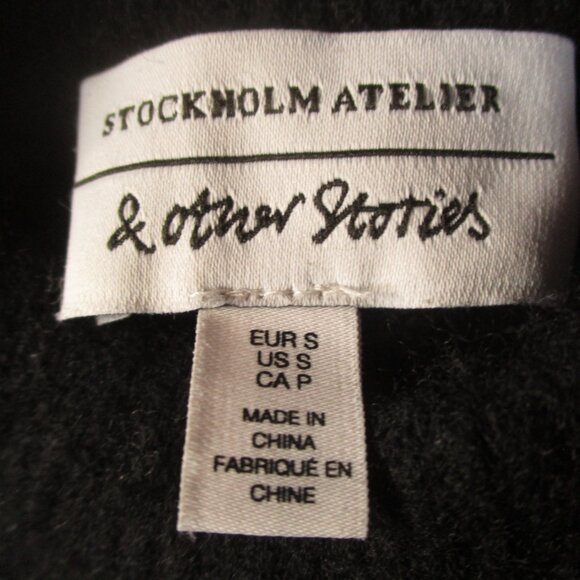 STOCKHOLM ATELIER
& other Stories
EUR S
US S
CA P
MADE IN
CHINA
FABRIQUÉ EN
CHINE